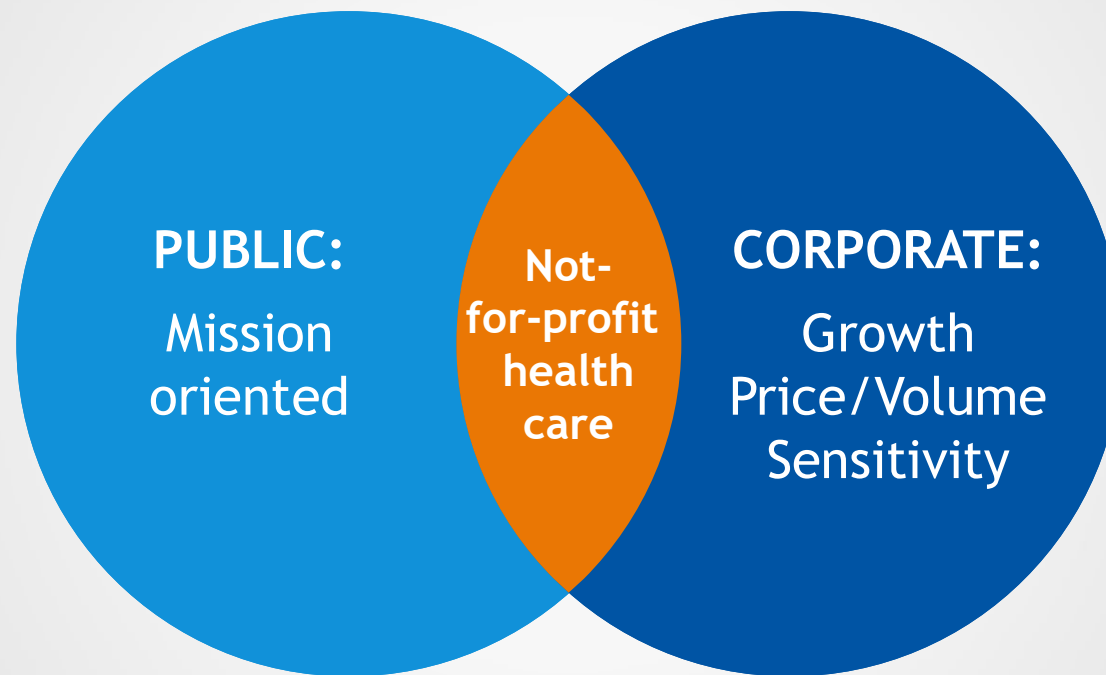 PUBLIC:
Mission
oriented
Not-
for-profit
health
care
CORPORATE:
Growth
Price/Volume
Sensitivity